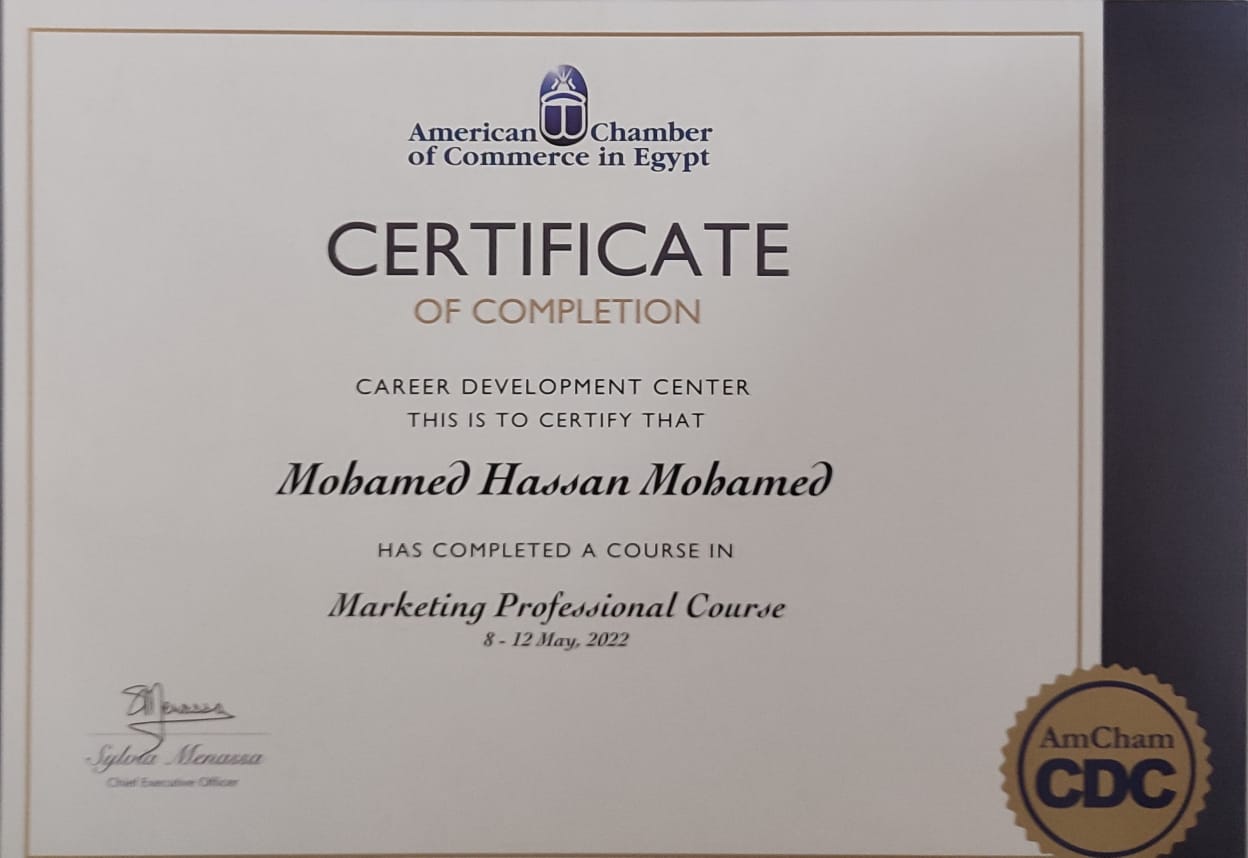 American Chamber
of Commerce in Egypt
CERTIFICATE
OF COMPLETION
CAREER DEVELOPMENT CENTER
THIS IS TO CERTIFY THAT
Mohamed Hassan Mohamed
HAS COMPLETED A COURSE IN
Marketing Professional Course
8 - 12 May, 2022
SMenassa
Sylvia Menassa
Chief Executive Officer
AmCham
CDC